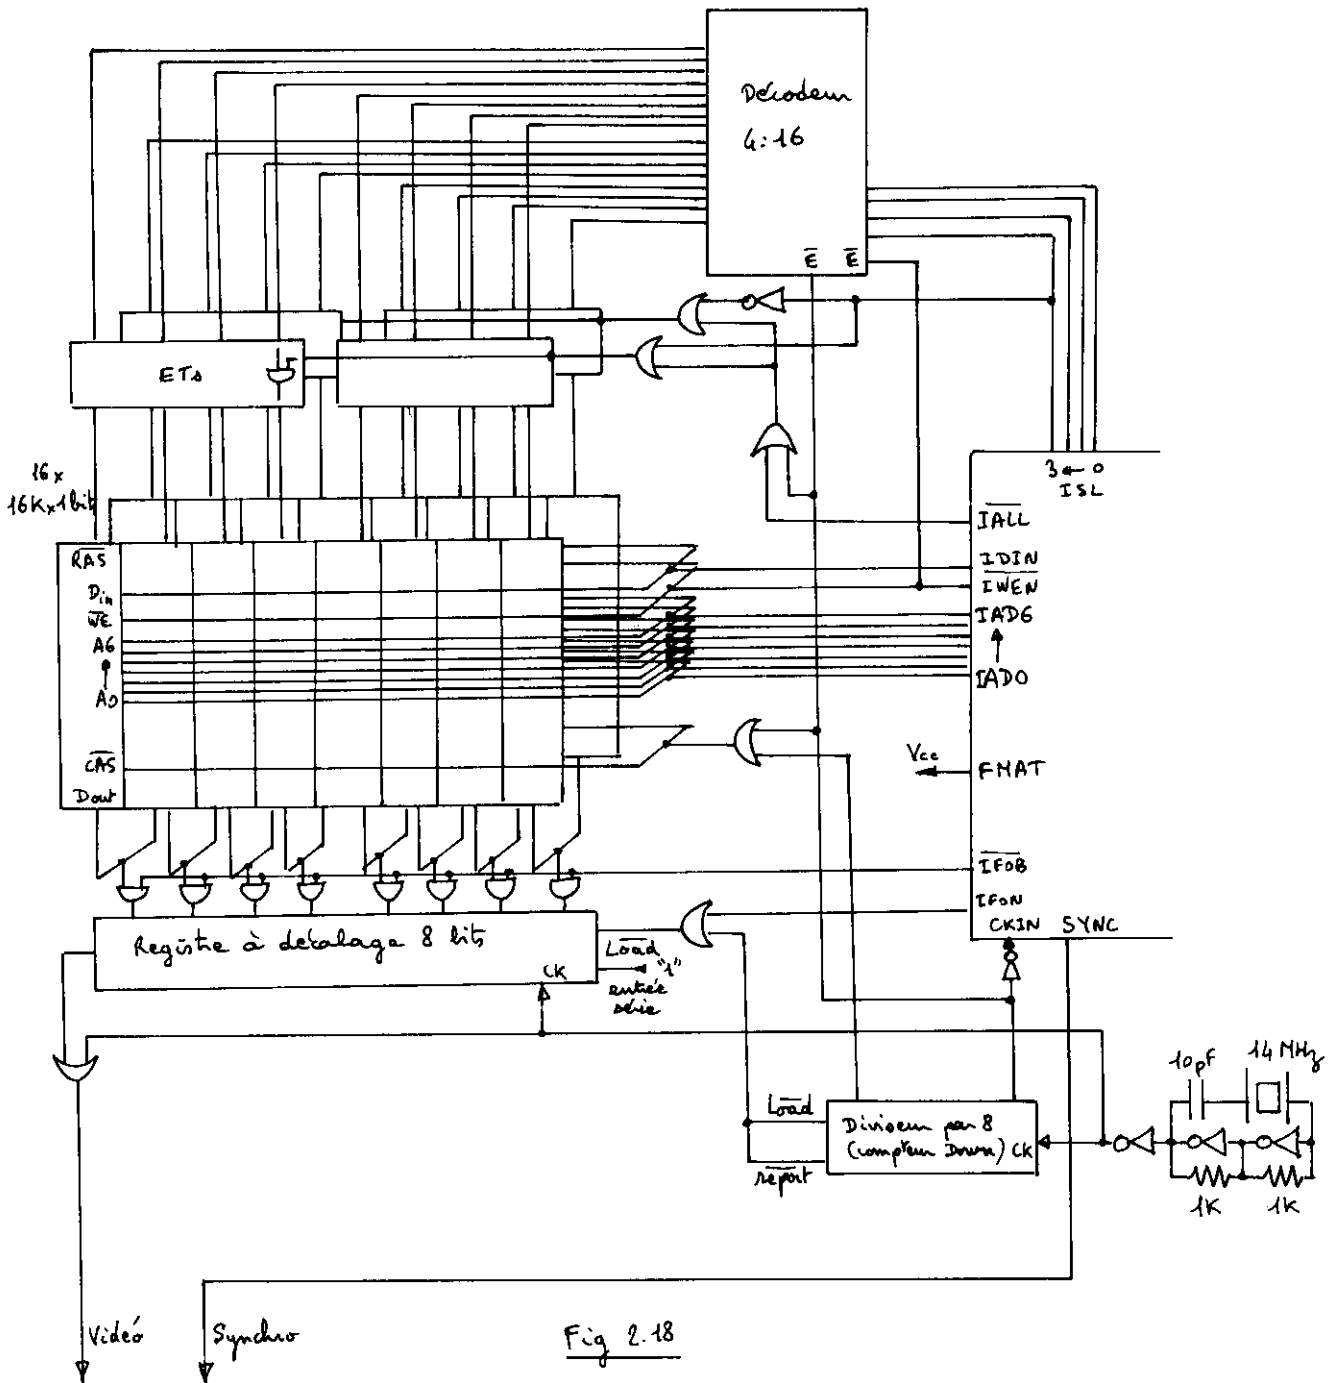 Décodeur
4:16
E E
ETs
16x
16Kx1bit
3 ← 0
ISL
IALL
RAS
IDIN
Din
IWEN
WE
IAD6
A6
IAD0
A0
Vcc
FMAT
CAS
Dout
IFOB
IFON
CKIN SYNC
Registre à décalage 8 bits
Load
CK
"1"
entrée
série
10pF 14 MHz
Load
Diviseur par 8
(compteur Down) CK
report
1K 1K
Vidéo
Synchro
Fig 2.18